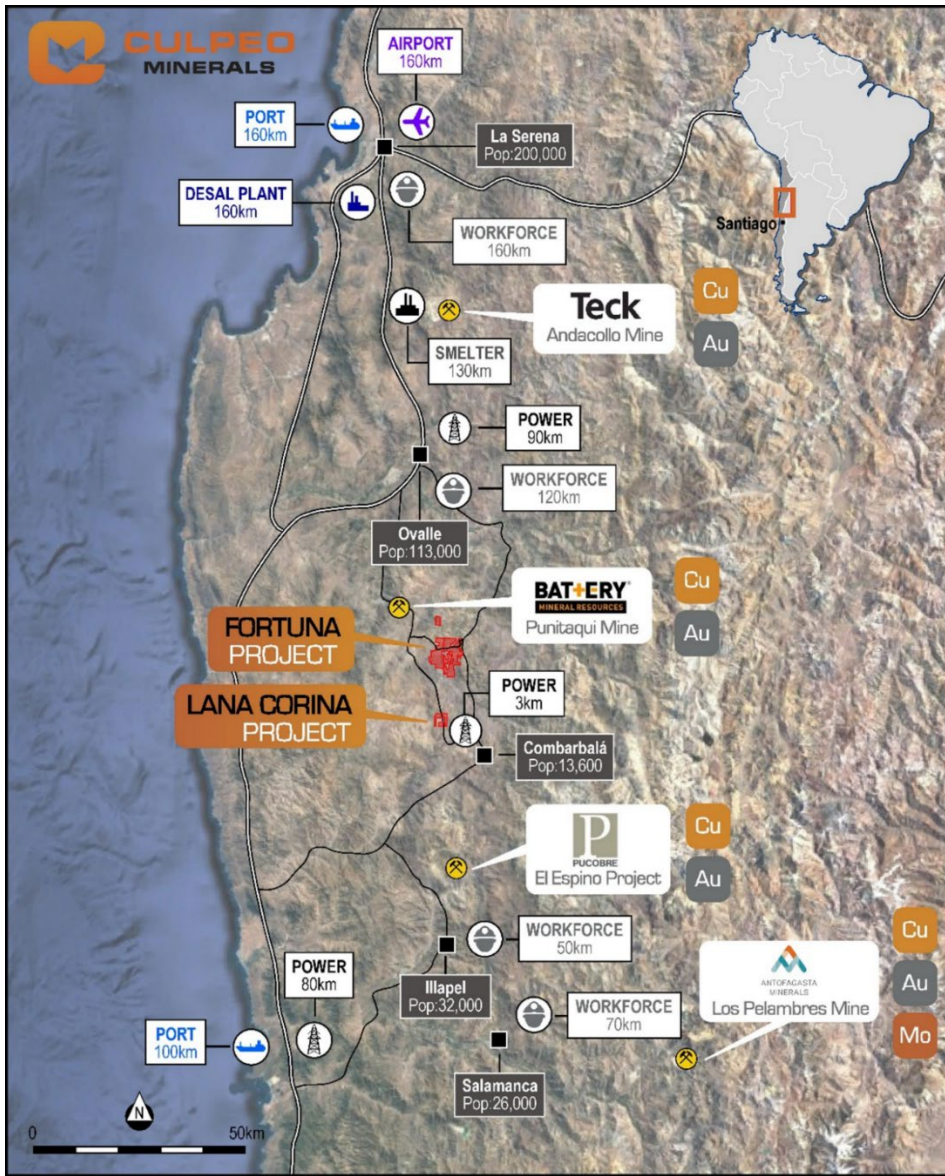 CULPEO
MINERALS
AIRPORT
160km
PORT
160km
La Serena
Pop:200,000
DESAL PLANT
160km
WORKFORCE
160km
Santiago
Teck
Andacollo Mine
Cu
Au
SMELTER
130km
POWER
90km
WORKFORCE
120km
Ovalle
Pop:113,000
BATTERY
MINERAL RESOURCES
Punitaqui Mine
Cu
Au
FORTUNA
PROJECT
POWER
3km
LANA CORINA
PROJECT
Combarbalá
Pop:13,600
P
PUCOBRE
El Espino Project
Cu
Au
WORKFORCE
50km
Illapel
Pop:32,000
POWER
80km
WORKFORCE
70km
ANTOFAGASTA
MINERALS
Los Pelambres Mine
Cu
Au
Mo
PORT
100km
Salamanca
Pop:26,000
N
0 50km